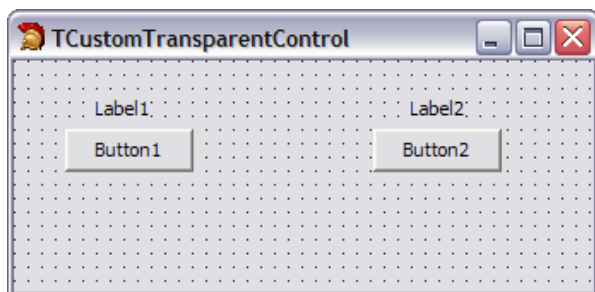 TCustomTransparentControl
Label1 Label2
Button1 Button2